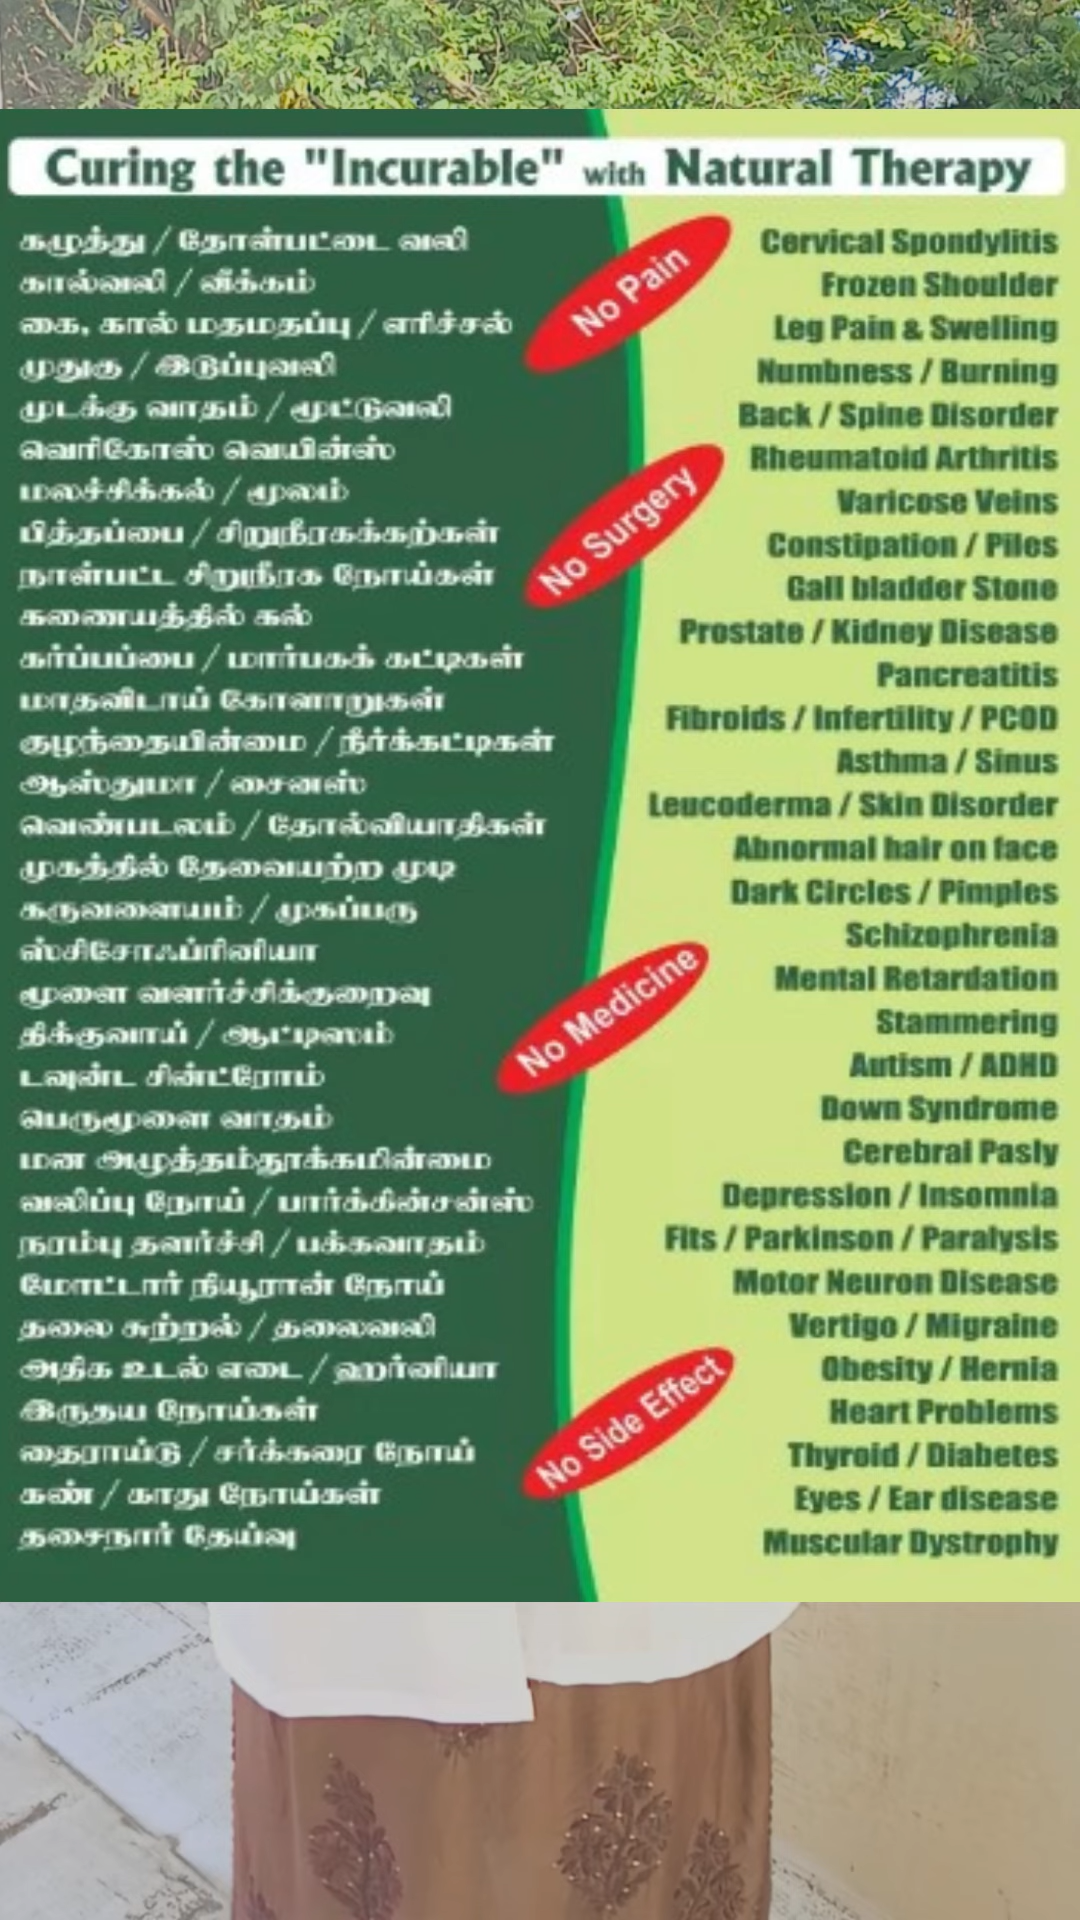 Curing the "Incurable" with Natural Therapy
கழுத்து / தோள்பட்டை வலி
கால்வலி / வீக்கம்
கை, கால் மதமதப்பு / எரிச்சல்
முதுகு / இடுப்புவலி
முடக்கு வாதம் / மூட்டுவலி
வெரிகோஸ் வெயின்ஸ்
மலச்சிக்கல் / மூலம்
பித்தப்பை / சிறுநீரகக்கற்கள்
நாள்பட்ட சிறுநீரக நோய்கள்
கணையத்தில் கல்
கர்ப்பப்பை / மார்பகக் கட்டிகள்
மாதவிடாய் கோளாறுகள்
குழந்தையின்மை / நீர்க்கட்டிகள்
ஆஸ்துமா / சைனஸ்
வெண்படலம் / தோல்வியாதிகள்
முகத்தில் தேவையற்ற முடி
கருவளையம் / முகப்பரு
ஸ்சிசோஃப்ரினியா
மூளை வளர்ச்சிக்குறைவு
திக்குவாய் / ஆட்டிஸம்
டவுன்ட சின்ட்ரோம்
பெருமூளை வாதம்
மன அழுத்தம்தூக்கமின்மை
வலிப்பு நோய் / பார்க்கின்சன்ஸ்
நரம்பு தளர்ச்சி / பக்கவாதம்
மோட்டார் நியூரான் நோய்
தலை சுற்றல் / தலைவலி
அதிக உடல் எடை / ஹர்னியா
இருதய நோய்கள்
தைராய்டு / சர்க்கரை நோய்
கண் / காது நோய்கள்
தசைநார் தேய்வு
No Pain
No Surgery
No Medicine
No Side Effect
Cervical Spondylitis
Frozen Shoulder
Leg Pain & Swelling
Numbness / Burning
Back / Spine Disorder
Rheumatoid Arthritis
Varicose Veins
Constipation / Piles
Gall bladder Stone
Prostate / Kidney Disease
Pancreatitis
Fibroids / Infertility / PCOD
Asthma / Sinus
Leucoderma / Skin Disorder
Abnormal hair on face
Dark Circles / Pimples
Schizophrenia
Mental Retardation
Stammering
Autism / ADHD
Down Syndrome
Cerebral Pasly
Depression / Insomnia
Fits / Parkinson / Paralysis
Motor Neuron Disease
Vertigo / Migraine
Obesity / Hernia
Heart Problems
Thyroid / Diabetes
Eyes / Ear disease
Muscular Dystrophy